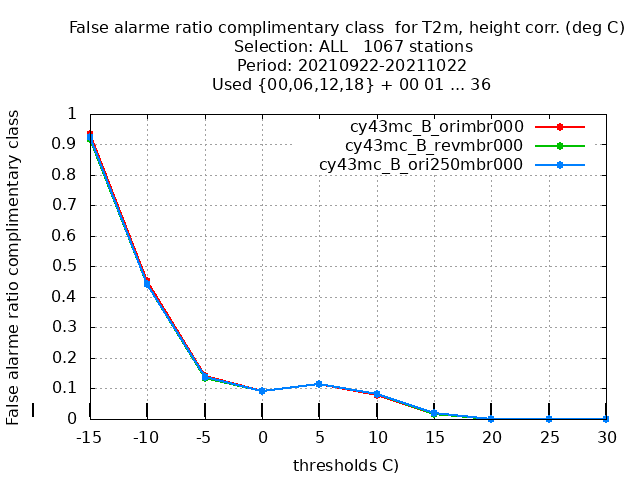 False alarme ratio complimentary class  for T2m, height corr. (deg C)
Selection: ALL   1067 stations
Period: 20210922-20211022
Used {00,06,12,18} + 00 01 ... 36
cy43mc_B_orimbr000
cy43mc_B_revmbr000
cy43mc_B_ori250mbr000
False alarme ratio complimentary class
1
0.9
0.8
0.7
0.6
0.5
0.4
0.3
0.2
0.1
0
-15 -10 -5 0 5 10 15 20 25 30
thresholds C)